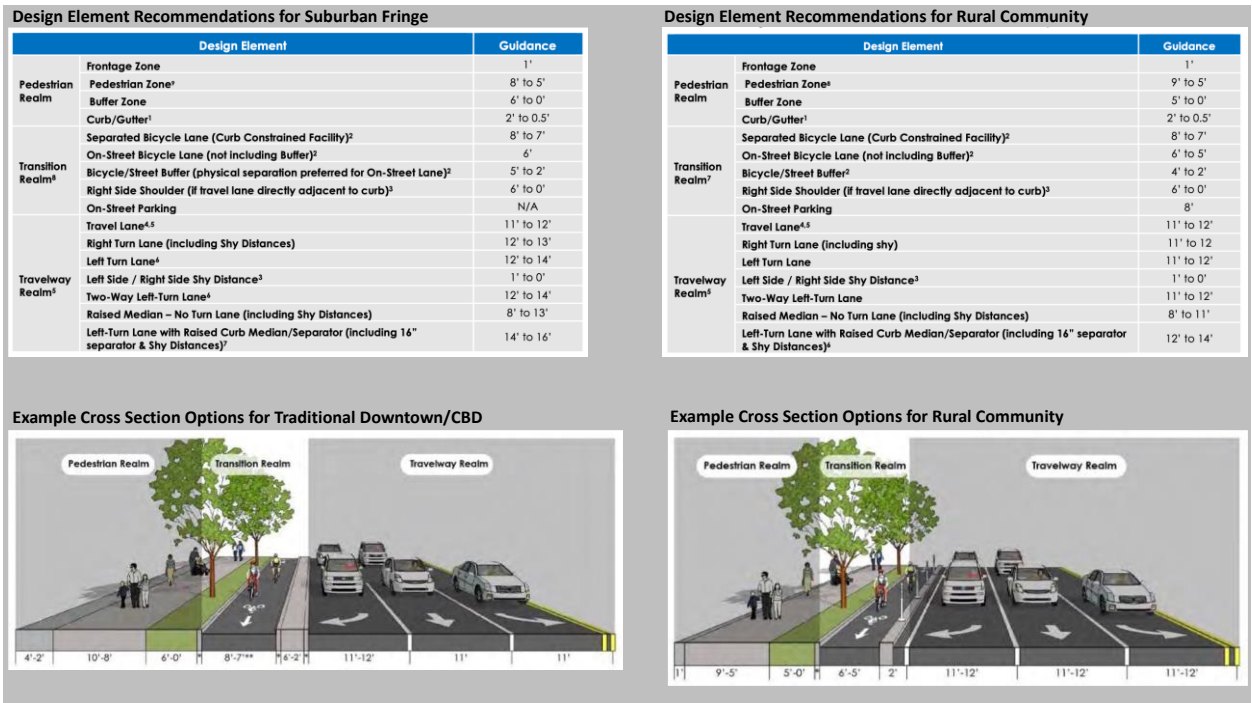 Design Element Recommendations for Suburban Fringe
Design Element Guidance
Pedestrian Realm
Frontage Zone 1'
Pedestrian Zone⁹ 8' to 5'
Buffer Zone 6' to 0'
Curb/Gutter¹ 2' to 0.5'
Transition Realm⁸
Separated Bicycle Lane (Curb Constrained Facility)² 8' to 7'
On-Street Bicycle Lane (not including Buffer)² 6'
Bicycle/Street Buffer (physical separation preferred for On-Street Lane)² 5' to 2'
Right Side Shoulder (if travel lane directly adjacent to curb)³ 6' to 0'
On-Street Parking N/A
Travelway Realm⁵
Travel Lane⁴,⁵ 11' to 12'
Right Turn Lane (including Shy Distances) 12' to 13'
Left Turn Lane⁶ 12' to 14'
Left Side / Right Side Shy Distance³ 1' to 0'
Two-Way Left-Turn Lane⁶ 12' to 14'
Raised Median – No Turn Lane (including Shy Distances) 8' to 13'
Left-Turn Lane with Raised Curb Median/Separator (including 16"
separator & Shy Distances)⁷ 14' to 16'
Design Element Recommendations for Rural Community
Design Element Guidance
Pedestrian Realm
Frontage Zone 1'
Pedestrian Zone⁸ 9' to 5'
Buffer Zone 5' to 0'
Curb/Gutter¹ 2' to 0.5'
Transition Realm⁷
Separated Bicycle Lane (Curb Constrained Facility)² 8' to 7'
On-Street Bicycle Lane (not including Buffer)² 6' to 5'
Bicycle/Street Buffer² 4' to 2'
Right Side Shoulder (if travel lane directly adjacent to curb)³ 6' to 0'
On-Street Parking 8'
Travelway Realm⁵
Travel Lane⁴,⁵ 11' to 12'
Right Turn Lane (including shy) 11' to 12
Left Turn Lane 11' to 12'
Left Side / Right Side Shy Distance³ 1' to 0'
Two-Way Left-Turn Lane 11' to 12'
Raised Median – No Turn Lane (including Shy Distances) 8' to 11'
Left-Turn Lane with Raised Curb Median/Separator (including 16" separator
& Shy Distances)⁶ 12' to 14'
Example Cross Section Options for Traditional Downtown/CBD
Pedestrian Realm Transition Realm Travelway Realm
4'-2' 10'-8' 6'-0' * 8'-7'** * 6'-2' * 11'-12' 11' 11'
Example Cross Section Options for Rural Community
Pedestrian Realm Transition Realm Travelway Realm
1' 9'-5' 5'-0' * 6'-5' 2' 11'-12' 11'-12' 11'-12'